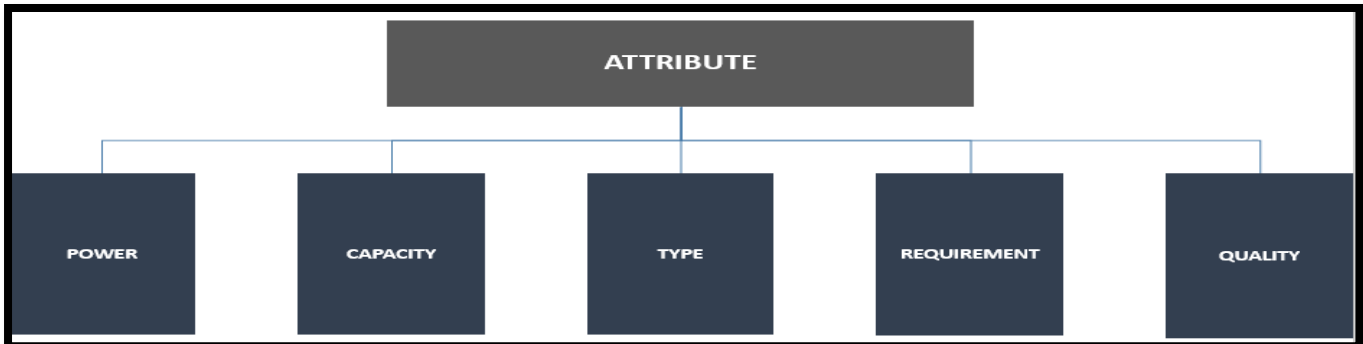 ATTRIBUTE
POWER
CAPACITY
TYPE
REQUIREMENT
QUALITY